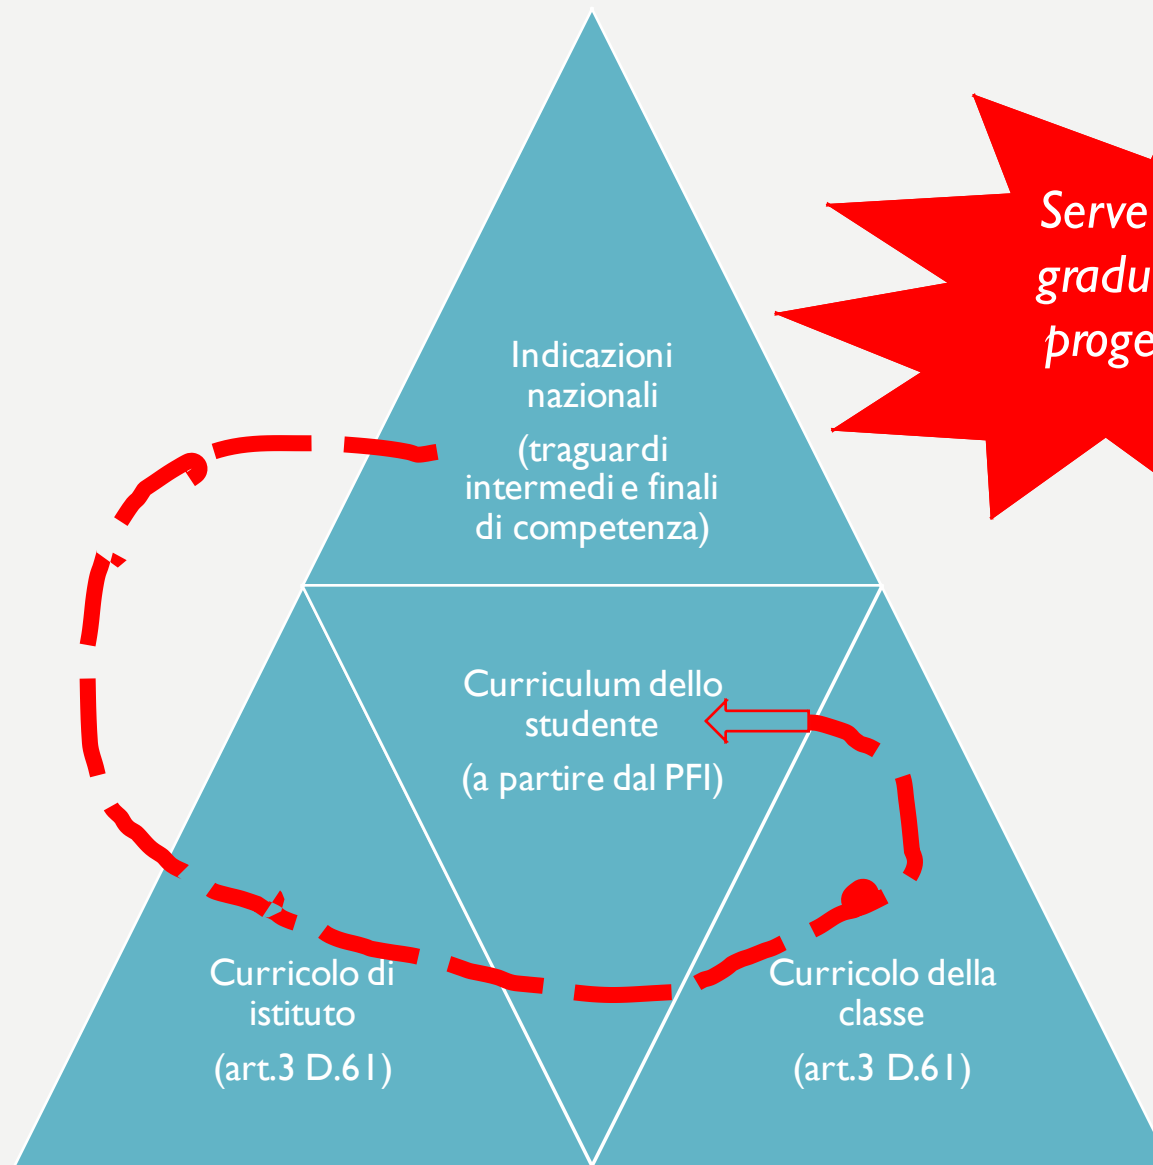 Serve
gradu
proge
Indicazioni
nazionali
(traguardi
intermedi e finali
di competenza)
Curriculum dello
studente
(a partire dal PFI)
Curricolo di
istituto
(art.3 D.61)
Curricolo della
classe
(art.3 D.61)